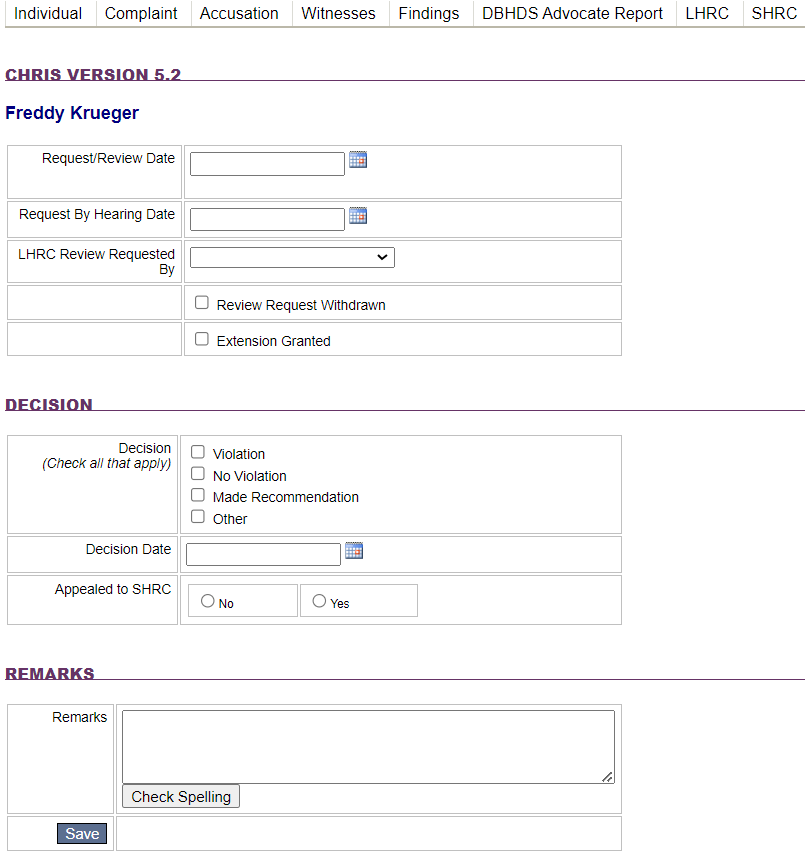 Individual Complaint Accusation Witnesses Findings DBHDS Advocate Report LHRC SHRC
CHRIS VERSION 5.2
Freddy Krueger
Request/Review Date
Request By Hearing Date
LHRC Review Requested
By
Review Request Withdrawn
Extension Granted
DECISION
Decision
(Check all that apply)
Violation
No Violation
Made Recommendation
Other
Decision Date
Appealed to SHRC
No Yes
REMARKS
Remarks
Check Spelling
Save